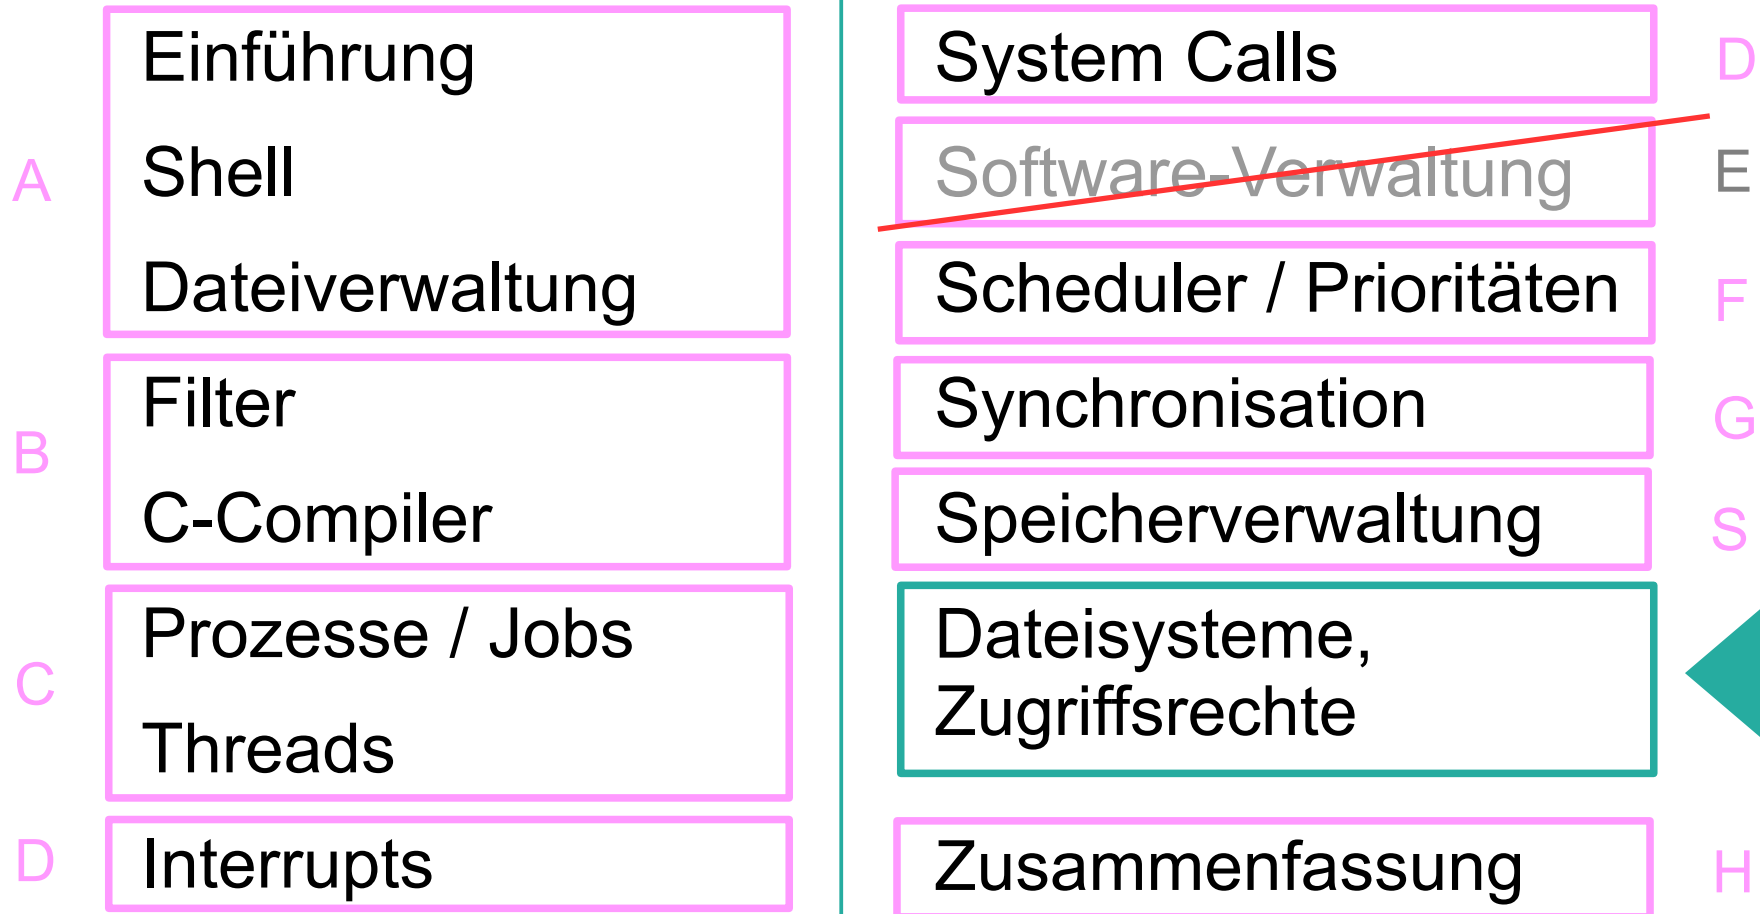 A
Einführung
Shell
Dateiverwaltung
B
Filter
C-Compiler
C
Prozesse / Jobs
Threads
D
Interrupts
System Calls
D
Software-Verwaltung
E
Scheduler / Prioritäten
F
Synchronisation
G
Speicherverwaltung
S
Dateisysteme,
Zugriffsrechte
Zusammenfassung
H